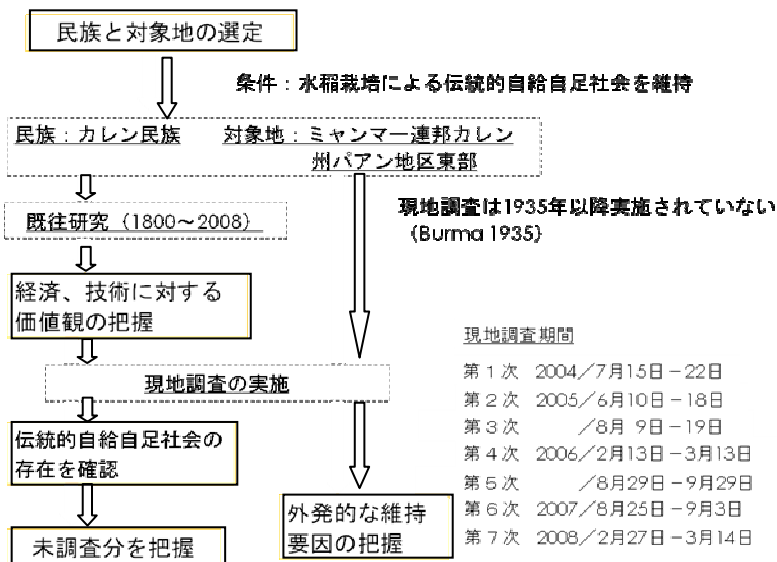 民族と対象地の選定
条件：水稲栽培による伝統的自給自足社会を維持
民族：カレン民族　対象地：ミャンマー連邦カレン
州パアン地区東部
既往研究（1800～2008）
現地調査は1935年以降実施されていない
（Burma 1935）
経済、技術に対する
価値観の把握
現地調査の実施
伝統的自給自足社会の
存在を確認
未調査分を把握
外発的な維持
要因の把握
現地調査期間
第１次　2004／7月15日－22日
第２次　2005／6月10日－18日
第３次　　　／8月 9日－19日
第４次　2006／2月13日－3月13日
第５次　　　／8月29日－9月29日
第６次　2007／8月25日－9月3日
第７次　2008／2月27日－3月14日